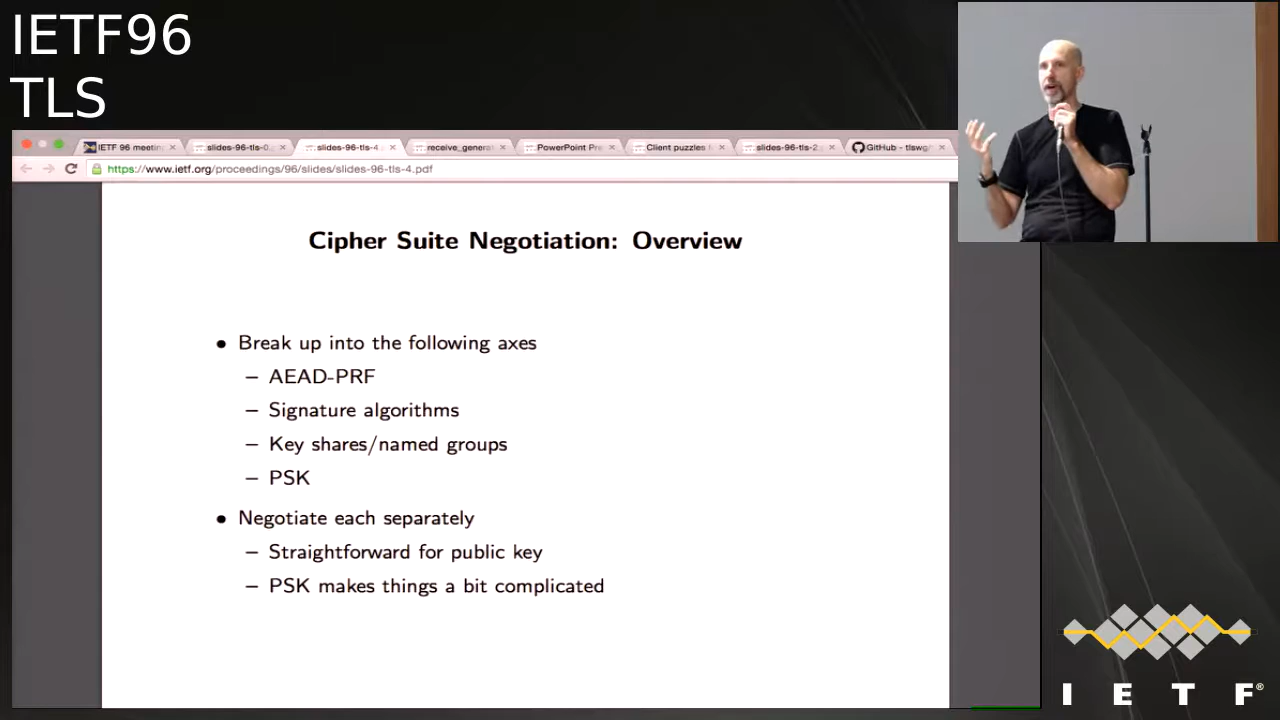 IETF96
TLS
IETF 96 meetin
slides-96-tls-0
slides-96-tls-4
receive_general
PowerPoint Pre
Client puzzles f
slides-96-tls-2
GitHub - tlswg/
https://www.ietf.org/proceedings/96/slides/slides-96-tls-4.pdf
Cipher Suite Negotiation: Overview
• Break up into the following axes
– AEAD-PRF
– Signature algorithms
– Key shares/named groups
– PSK
• Negotiate each separately
– Straightforward for public key
– PSK makes things a bit complicated
I E T F®